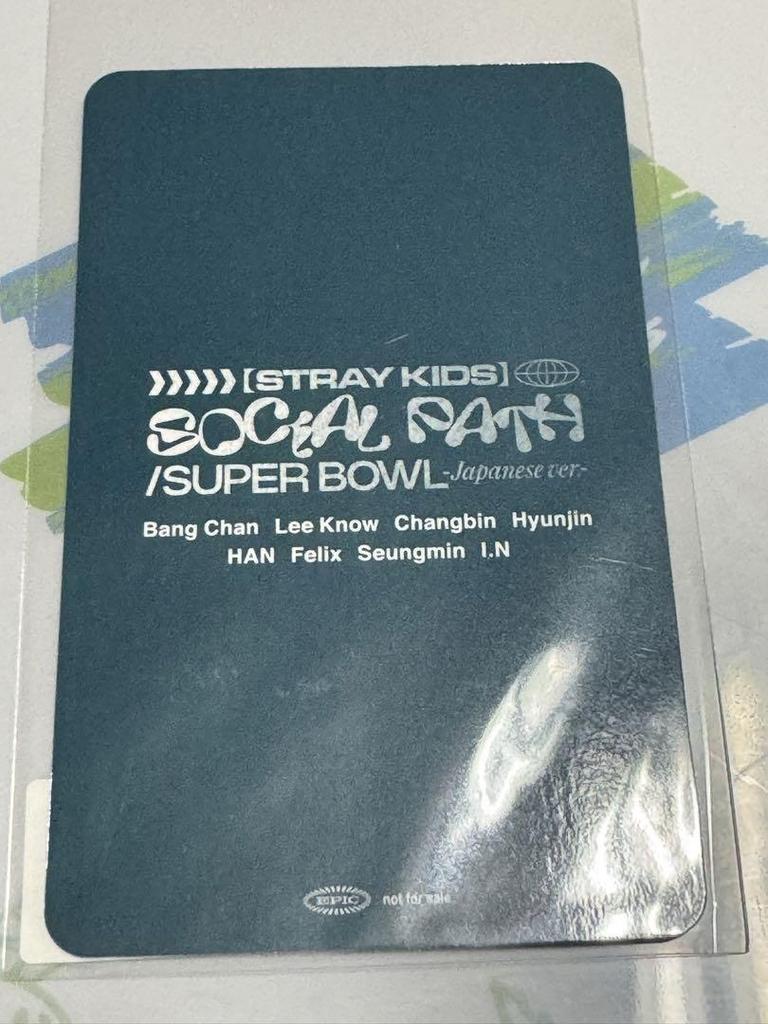 》》》》》【STRAY KIDS】
SOCIAL PATH
/SUPER BOWL-Japanese ver.-
Bang Chan Lee Know Changbin Hyunjin
HAN Felix Seungmin I.N
EPIC not for sale